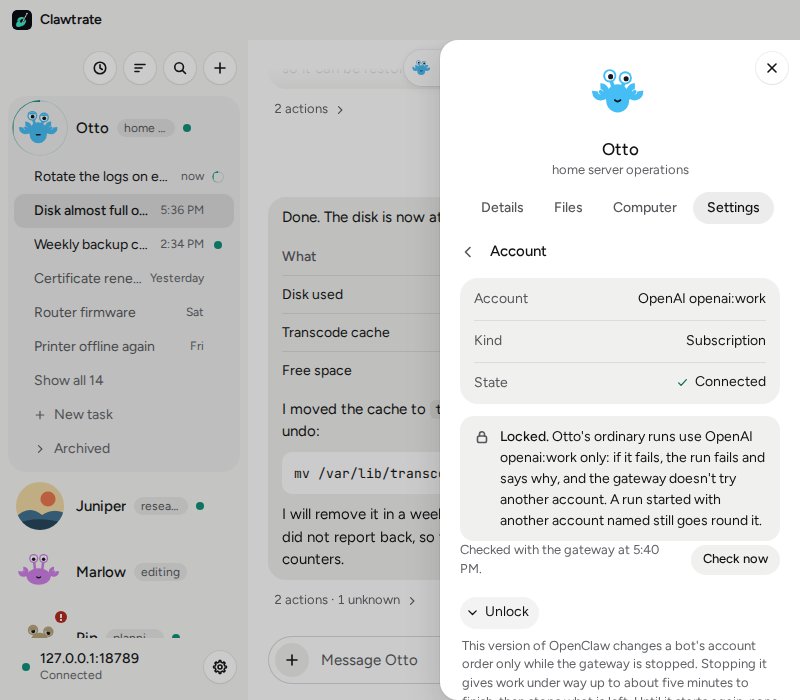 Clawtrate
Otto
home ...
Rotate the logs on e... now
Disk almost full o... 5:36 PM
Weekly backup c... 2:34 PM
Certificate rene... Yesterday
Router firmware Sat
Printer offline again Fri
Show all 14
+ New task
Archived
Juniper
resea...
Marlow
editing
Pip
planni...
127.0.0.1:18789
Connected
2 actions
Done. The disk is now at
What
Disk used
Transcode cache
Free space
I moved the cache to
undo:
mv /var/lib/transc
I will remove it in a wee
did not report back, so
counters.
2 actions · 1 unknown
Message Otto
Otto
home server operations
Details Files Computer Settings
Account
Account OpenAI openai:work
Kind Subscription
State Connected
Locked. Otto's ordinary runs use OpenAI
openai:work only: if it fails, the run fails and
says why, and the gateway doesn't try
another account. A run started with
another account named still goes round it.
Checked with the gateway at 5:40
PM.
Check now
Unlock
This version of OpenClaw changes a bot's account
order only while the gateway is stopped. Stopping it
gives work under way up to about five minutes to